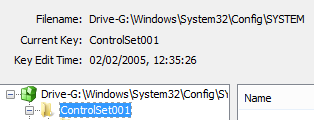 Filename: Drive-G:\Windows\System32\Config\SYSTEM
Current Key: ControlSet001
Key Edit Time: 02/02/2005, 12:35:26
Drive-G:\Windows\System32\Config\SY
Name
ControlSet001